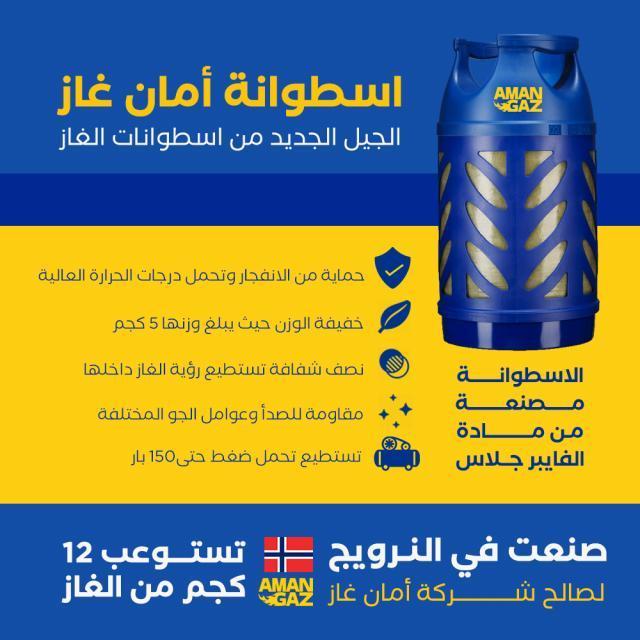 AMAN
GAZ
اسطوانة أمان غاز
الجيل الجديد من اسطوانات الغاز
حماية من الانفجار وتحمل درجات الحرارة العالية
خفيفة الوزن حيث يبلغ وزنها 5 كجم
نصف شفافة تستطيع رؤية الغاز داخلها
مقاومة للصدأ وعوامل الجو المختلفة
تستطيع تحمل ضغط حتى150 بار
الاسطوانة
مصنعة
من مادة
الفايبر جلاس
صنعت في النرويج
لصالح شركة أمان غاز
AMAN
GAZ
تستوعب 12
كجم من الغاز